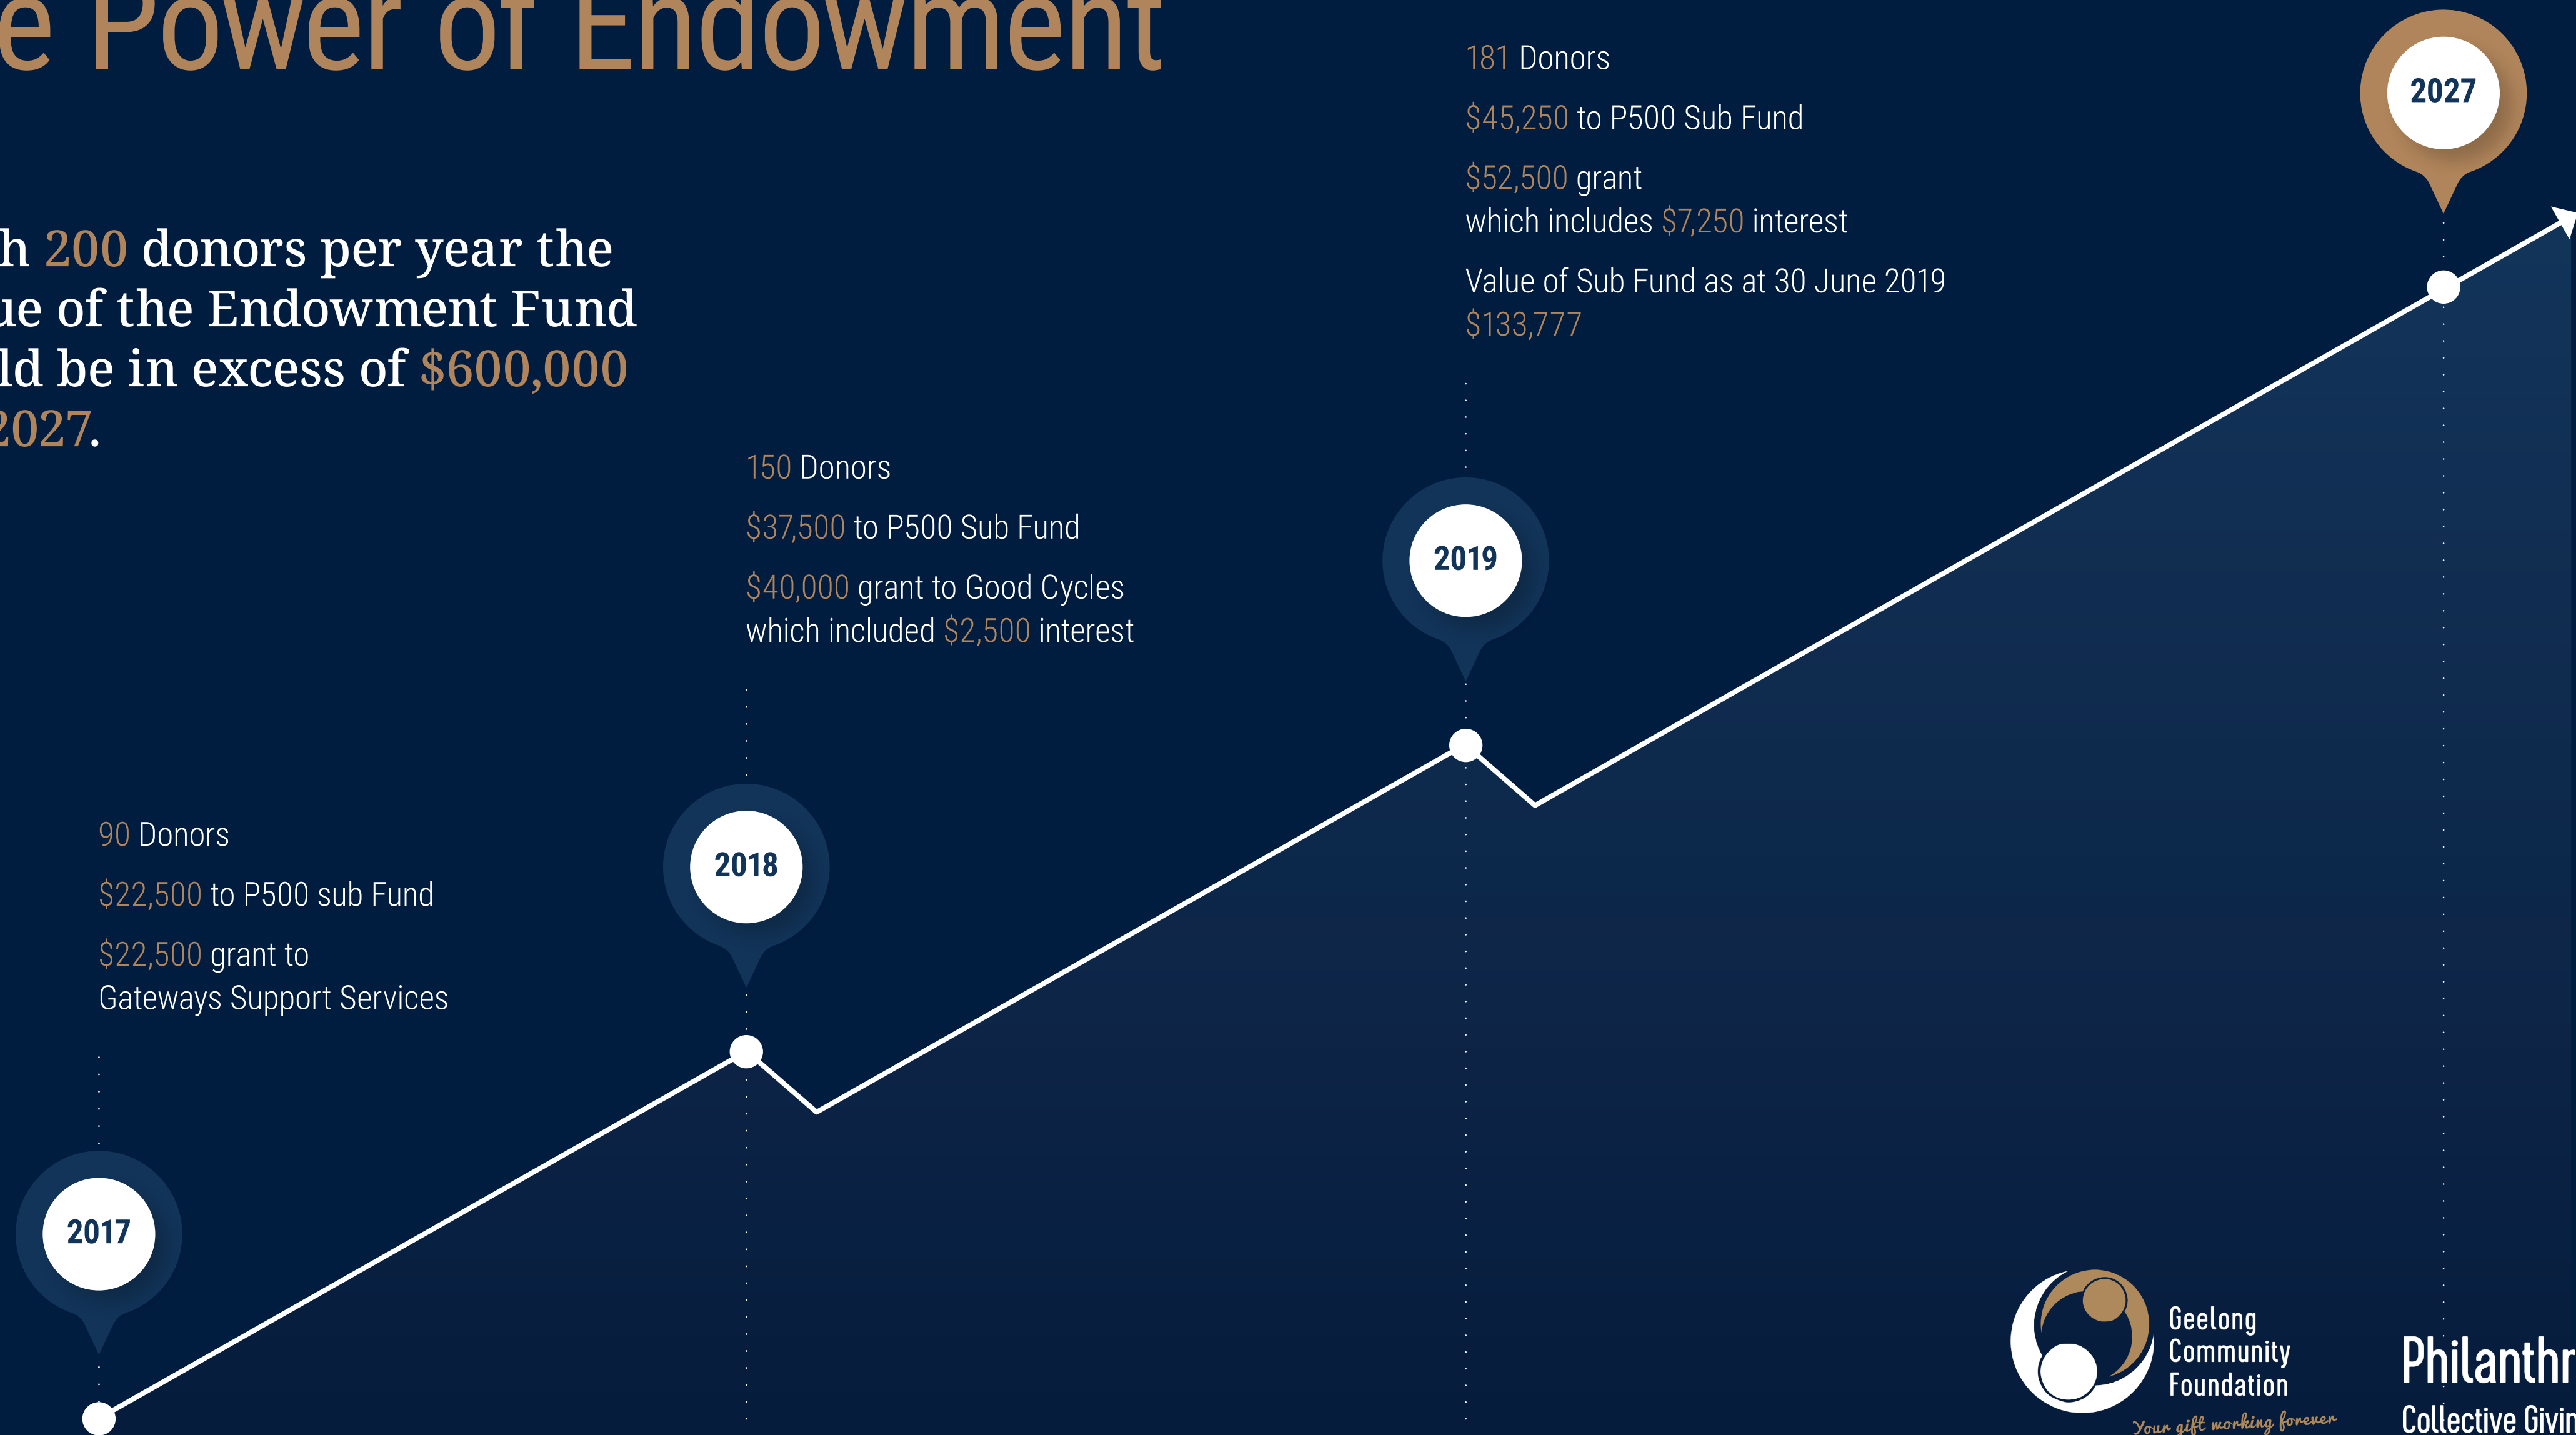 e Power of Endowment
h 200 donors per year the
ue of the Endowment Fund
ld be in excess of $600,000
2027.
181 Donors
$45,250 to P500 Sub Fund
$52,500 grant
which includes $7,250 interest
Value of Sub Fund as at 30 June 2019
$133,777
2027
150 Donors
$37,500 to P500 Sub Fund
$40,000 grant to Good Cycles
which included $2,500 interest
2019
90 Donors
$22,500 to P500 sub Fund
$22,500 grant to
Gateways Support Services
2018
2017
Geelong
Community
Foundation
Your gift working forever
Philanthr
Collective Givin